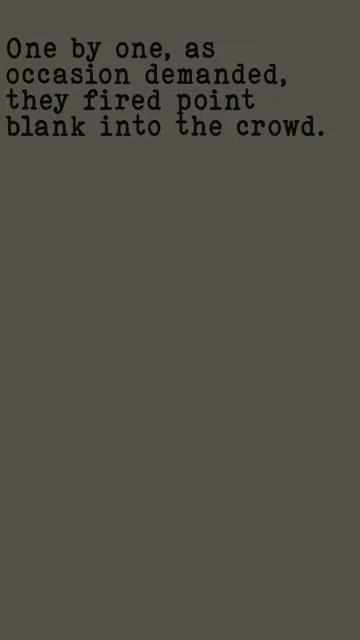 One by one, as
occasion demanded,
they fired point
blank into the crowd.